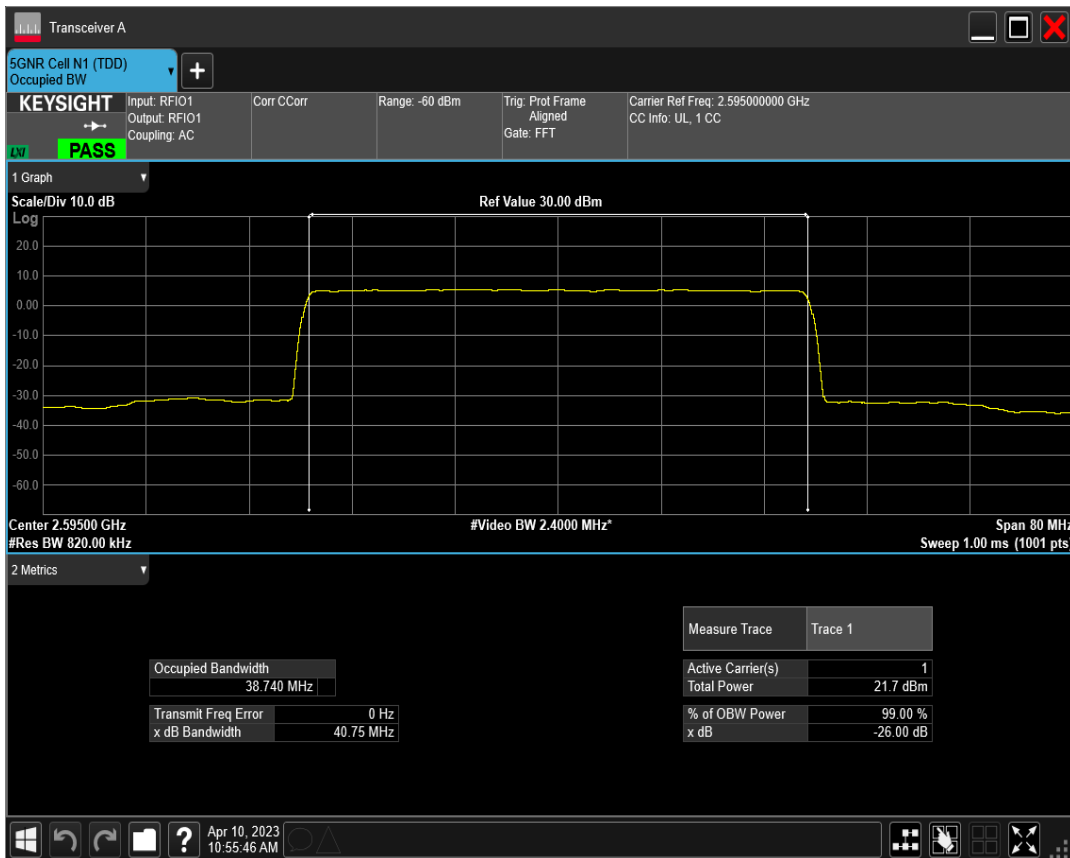 Transceiver A
5GNR Cell N1 (TDD)
Occupied BW
+
KEYSIGHT
LXI
PASS
Input: RFIO1
Output: RFIO1
Coupling: AC
Corr CCorr
Range: -60 dBm
Trig: Prot Frame
Aligned
Gate: FFT
Carrier Ref Freq: 2.595000000 GHz
CC Info: UL, 1 CC
1 Graph
Scale/Div 10.0 dB
Ref Value 30.00 dBm
Log
20.0
10.0
0.00
-10.0
-20.0
-30.0
-40.0
-50.0
-60.0
Center 2.59500 GHz
#Video BW 2.4000 MHz*
Span 80 MHz
#Res BW 820.00 kHz
Sweep 1.00 ms (1001 pts)
2 Metrics
Measure Trace Trace 1
Occupied Bandwidth
38.740 MHz
Active Carrier(s) 1
Total Power 21.7 dBm
Transmit Freq Error 0 Hz
x dB Bandwidth 40.75 MHz
% of OBW Power 99.00 %
x dB -26.00 dB
?
Apr 10, 2023
10:55:46 AM